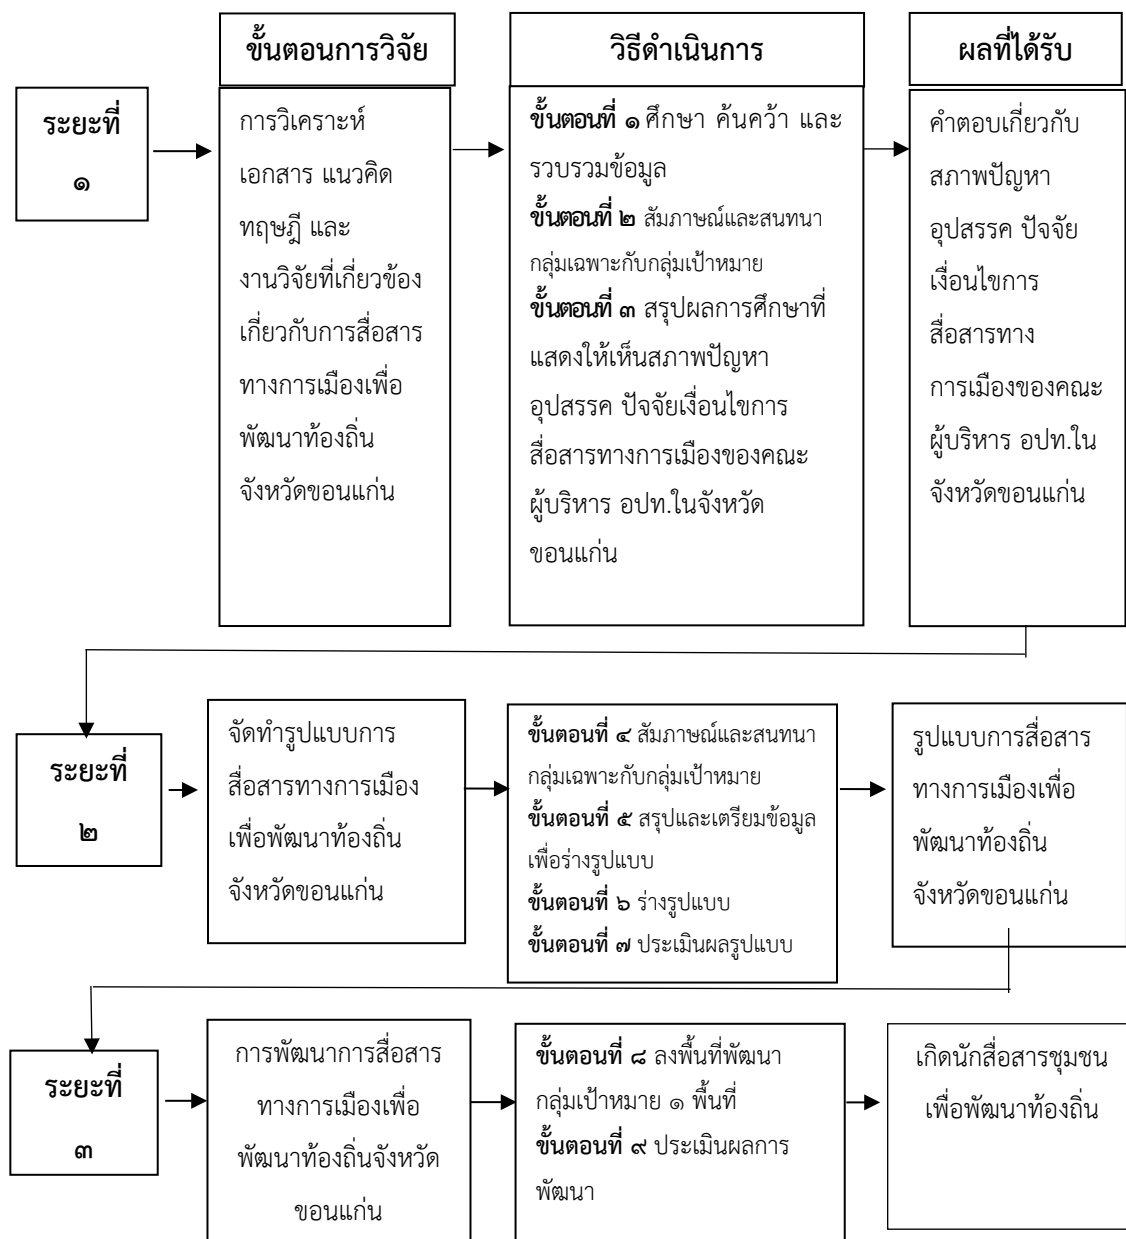 ขั้นตอนการวิจัย
วิธีดำเนินการ
ผลที่ได้รับ
ระยะที่
๑
การวิเคราะห์
เอกสาร แนวคิด
ทฤษฎี และ
งานวิจัยที่เกี่ยวข้อง
เกี่ยวกับการสื่อสาร
ทางการเมืองเพื่อ
พัฒนาท้องถิ่น
จังหวัดขอนแก่น
ขั้นตอนที่ ๑ ศึกษา ค้นคว้า และ
รวบรวมข้อมูล
ขั้นตอนที่ ๒ สัมภาษณ์และสนทนา
กลุ่มเฉพาะกับกลุ่มเป้าหมาย
ขั้นตอนที่ ๓ สรุปผลการศึกษาที่
แสดงให้เห็นสภาพปัญหา
อุปสรรค ปัจจัยเงื่อนไขการ
สื่อสารทางการเมืองของคณะ
ผู้บริหาร อปท.ในจังหวัด
ขอนแก่น
คำตอบเกี่ยวกับ
สภาพปัญหา
อุปสรรค ปัจจัย
เงื่อนไขการ
สื่อสารทาง
การเมืองของคณะ
ผู้บริหาร อปท.ใน
จังหวัดขอนแก่น
ระยะที่
๒
จัดทำรูปแบบการ
สื่อสารทางการเมือง
เพื่อพัฒนาท้องถิ่น
จังหวัดขอนแก่น
ขั้นตอนที่ ๔ สัมภาษณ์และสนทนา
กลุ่มเฉพาะกับกลุ่มเป้าหมาย
ขั้นตอนที่ ๕ สรุปและเตรียมข้อมูล
เพื่อร่างรูปแบบ
ขั้นตอนที่ ๖ ร่างรูปแบบ
ขั้นตอนที่ ๗ ประเมินผลรูปแบบ
รูปแบบการสื่อสาร
ทางการเมืองเพื่อ
พัฒนาท้องถิ่น
จังหวัดขอนแก่น
ระยะที่
๓
การพัฒนาการสื่อสาร
ทางการเมืองเพื่อ
พัฒนาท้องถิ่นจังหวัด
ขอนแก่น
ขั้นตอนที่ ๘ ลงพื้นที่พัฒนา
กลุ่มเป้าหมาย ๑ พื้นที่
ขั้นตอนที่ ๙ ประเมินผลการ
พัฒนา
เกิดนักสื่อสารชุมชน
เพื่อพัฒนาท้องถิ่น